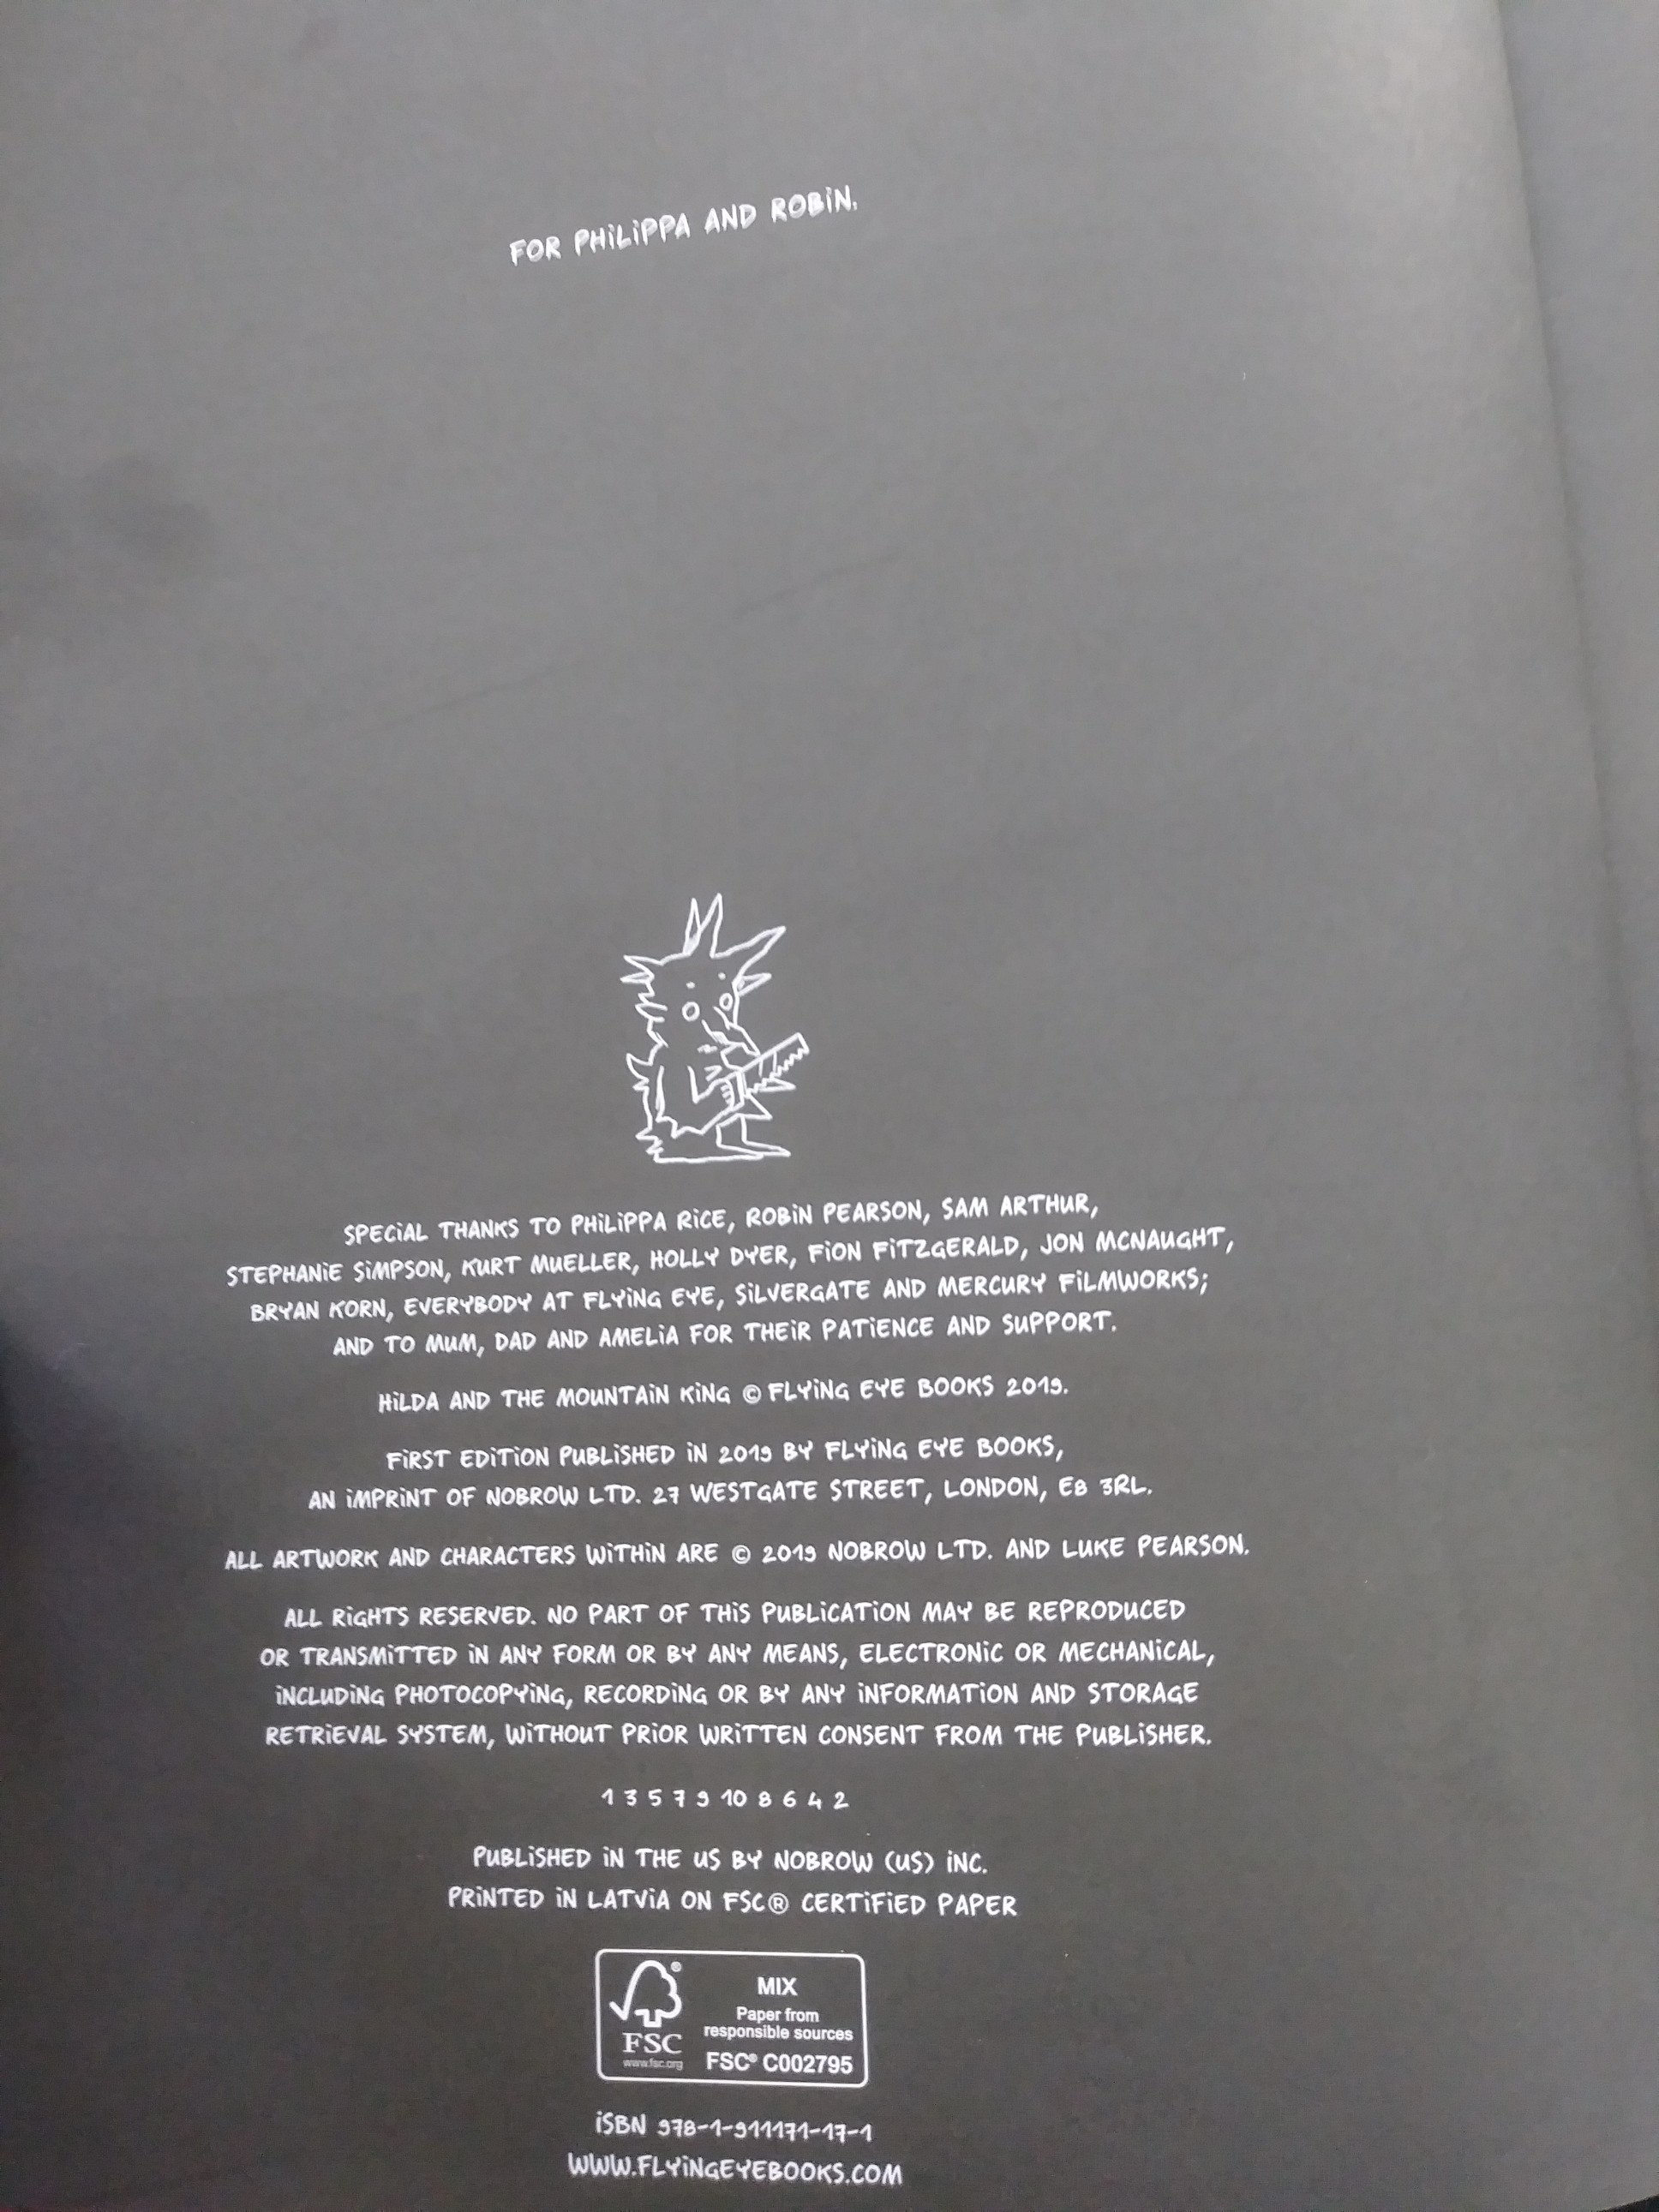 FOR PHiLiPPA AND ROBiN.
SPECiAL THANKS TO PHiLiPPA RiCE, ROBiN PEARSON, SAM ARTHUR,
STEPHANiE SiMPSON, KURT MUELLER, HOLLY DYER, FiON FiTZGERALD, JON MCNAUGHT,
BRYAN KORN, EVERYBODY AT FLYiNG EYE, SiLVERGATE AND MERCURY FiLMWORKS;
AND TO MUM, DAD AND AMELiA FOR THEiR PATiENCE AND SUPPORT.
HiLDA AND THE MOUNTAiN KiNG © FLYiNG EYE BOOKS 2019.
FiRST EDiTiON PUBLiSHED iN 2019 BY FLYiNG EYE BOOKS,
AN iMPRiNT OF NOBROW LTD. 27 WESTGATE STREET, LONDON, E8 3RL.
ALL ARTWORK AND CHARACTERS WiTHiN ARE © 2019 NOBROW LTD. AND LUKE PEARSON.
ALL RiGHTS RESERVED. NO PART OF THiS PUBLiCATiON MAY BE REPRODUCED
OR TRANSMiTTED iN ANY FORM OR BY ANY MEANS, ELECTRONiC OR MECHANiCAL,
iNCLUDiNG PHOTOCOPYiNG, RECORDiNG OR BY ANY iNFORMATiON AND STORAGE
RETRiEVAL SYSTEM, WiTHOUT PRiOR WRiTTEN CONSENT FROM THE PUBLiSHER.
1 3 5 7 9 10 8 6 4 2
PUBLiSHED iN THE US BY NOBROW (US) iNC.
PRiNTED iN LATViA ON FSC® CERTiFiED PAPER
®
FSC
www.fsc.org
MIX
Paper from
responsible sources
FSC® C002795
iSBN 978-1-911171-17-1
WWW.FLYiNGEYEBOOKS.COM